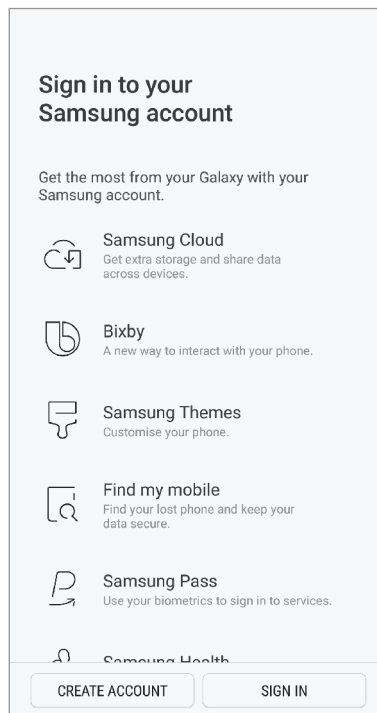 Sign in to your
Samsung account
Get the most from your Galaxy with your
Samsung account.
Samsung Cloud
Get extra storage and share data
across devices.
Bixby
A new way to interact with your phone.
Samsung Themes
Customise your phone.
Find my mobile
Find your lost phone and keep your
data secure.
Samsung Pass
Use your biometrics to sign in to services.
Samsung Health
CREATE ACCOUNT
SIGN IN